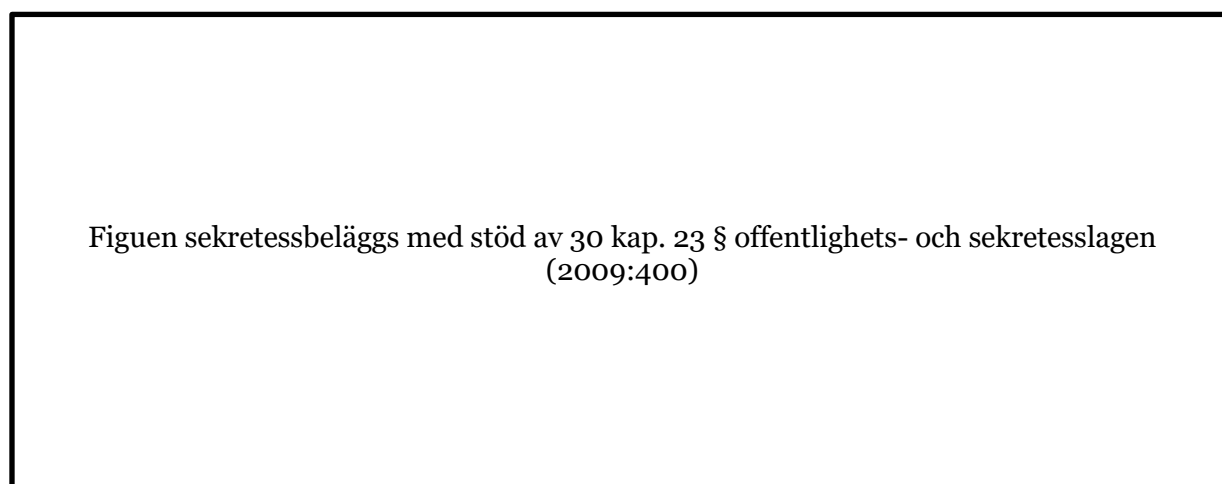 Figuen sekretessbeläggs med stöd av 30 kap. 23 § offentlighets- och sekretesslagen
(2009:400)